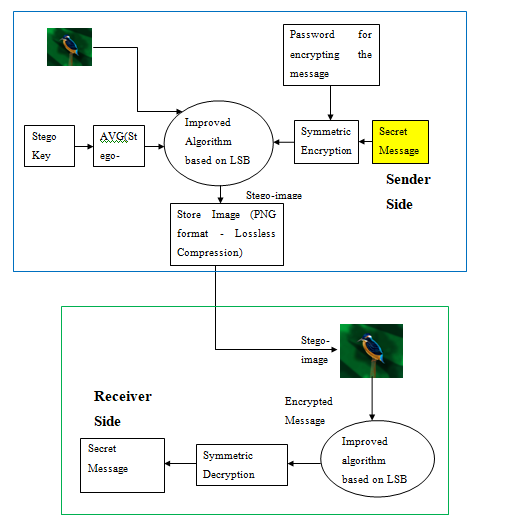 Password for
encrypting the
message
Stego
Key
AVG(St
ego-
Improved
Algorithm
based on LSB
Symmetric
Encryption
Secret
Message
Sender
Side
Stego-image
Store Image (PNG
format - Lossless
Compression)
Stego-
image
Receiver
Side
Encrypted
Message
Secret
Message
Symmetric
Decryption
Improved
algorithm
based on LSB